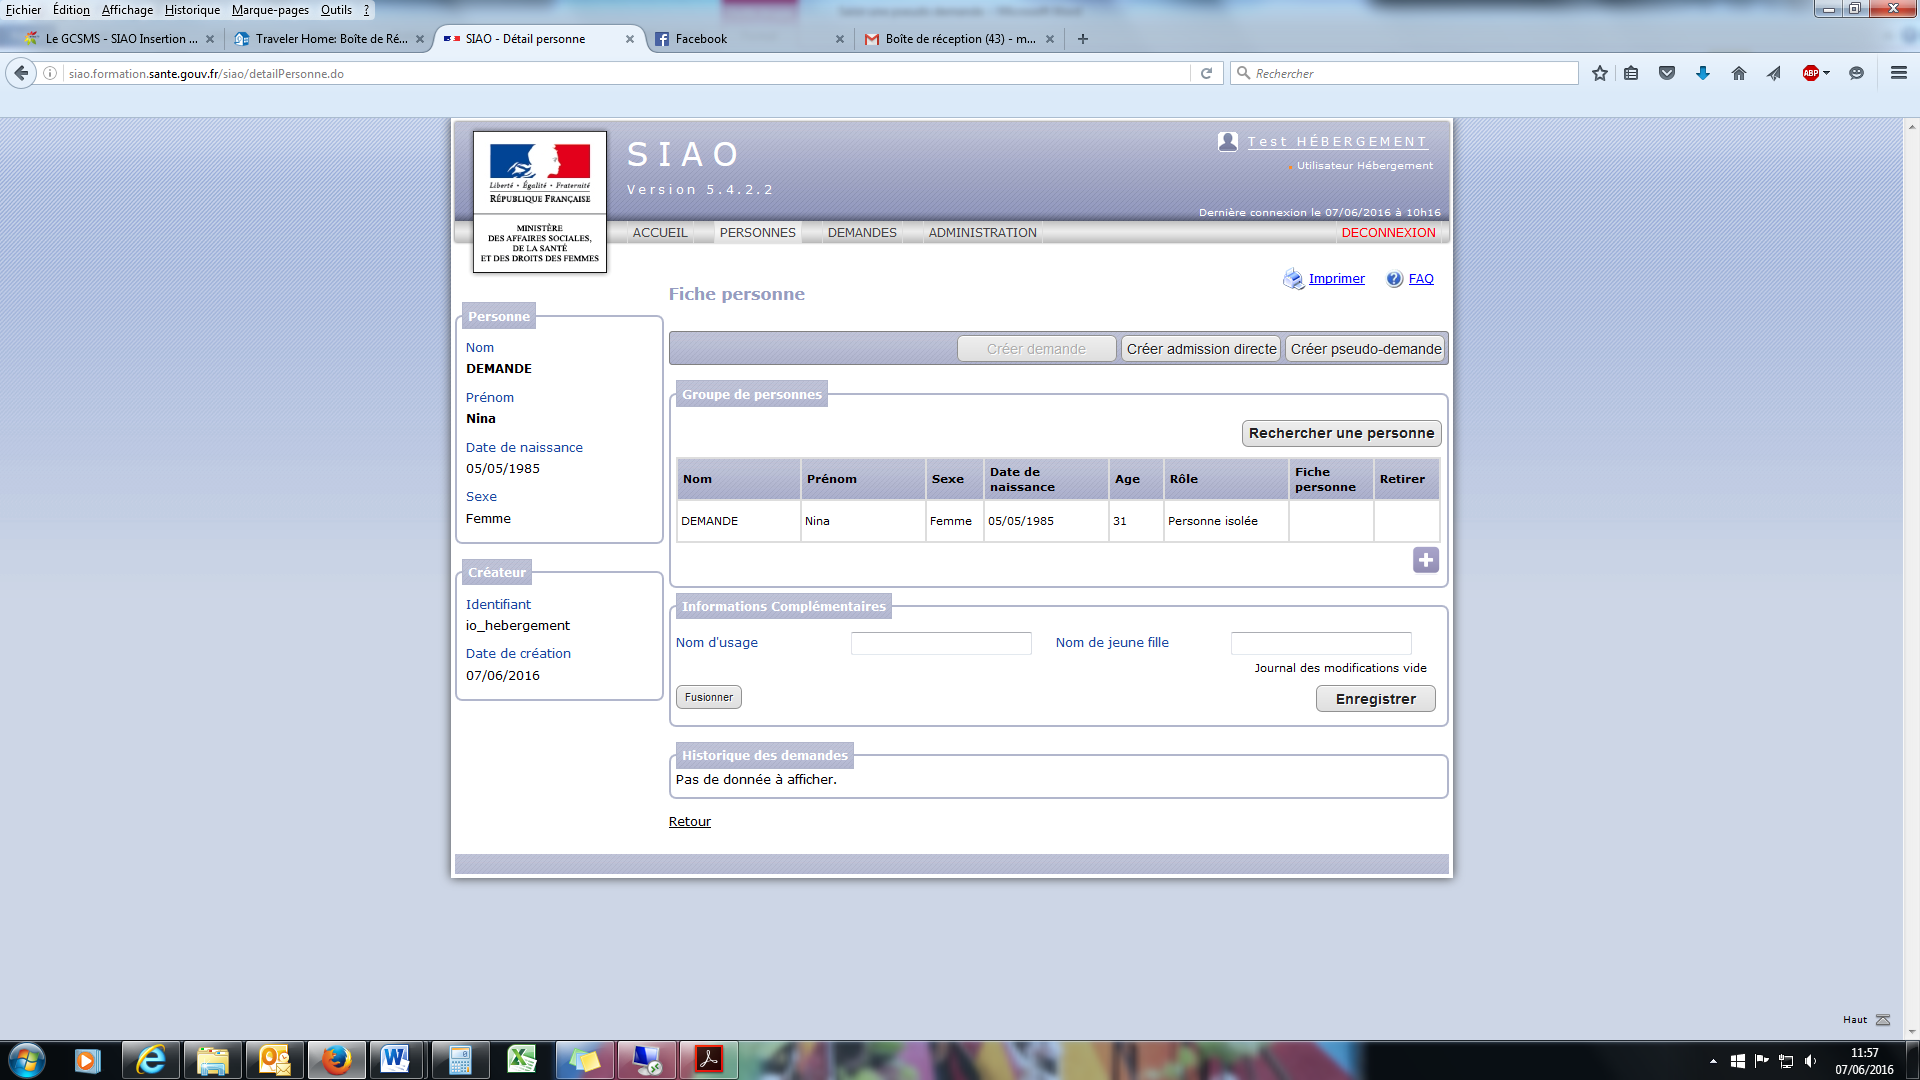 Fichier Édition Affichage Historique Marque-pages Outils ?
Le GCSMS - SIAO Insertion ...
Traveler Home: Boîte de Ré...
SIAO - Détail personne
Facebook
Boîte de réception (43) - m...
siao.formation.sante.gouv.fr/siao/detailPersonne.do
Rechercher
ABP
Liberté • Égalité • Fraternité
RÉPUBLIQUE FRANÇAISE
MINISTÈRE
DES AFFAIRES SOCIALES,
DE LA SANTÉ
ET DES DROITS DES FEMMES
SIAO
Version 5.4.2.2
Test HÉBERGEMENT
Utilisateur Hébergement
Dernière connexion le 07/06/2016 à 10h16
ACCUEIL PERSONNES DEMANDES ADMINISTRATION DECONNEXION
Imprimer FAQ
Fiche personne
Personne
Nom
DEMANDE
Prénom
Nina
Date de naissance
05/05/1985
Sexe
Femme
Créateur
Identifiant
io_hebergement
Date de création
07/06/2016
Créer demande Créer admission directe Créer pseudo-demande
Groupe de personnes
Rechercher une personne
Nom Prénom Sexe Date de naissance Age Rôle Fiche personne Retirer
DEMANDE Nina Femme 05/05/1985 31 Personne isolée
Informations Complémentaires
Nom d'usage Nom de jeune fille
Journal des modifications vide
Fusionner Enregistrer
Historique des demandes
Pas de donnée à afficher.
Retour
Haut
11:57
07/06/2016